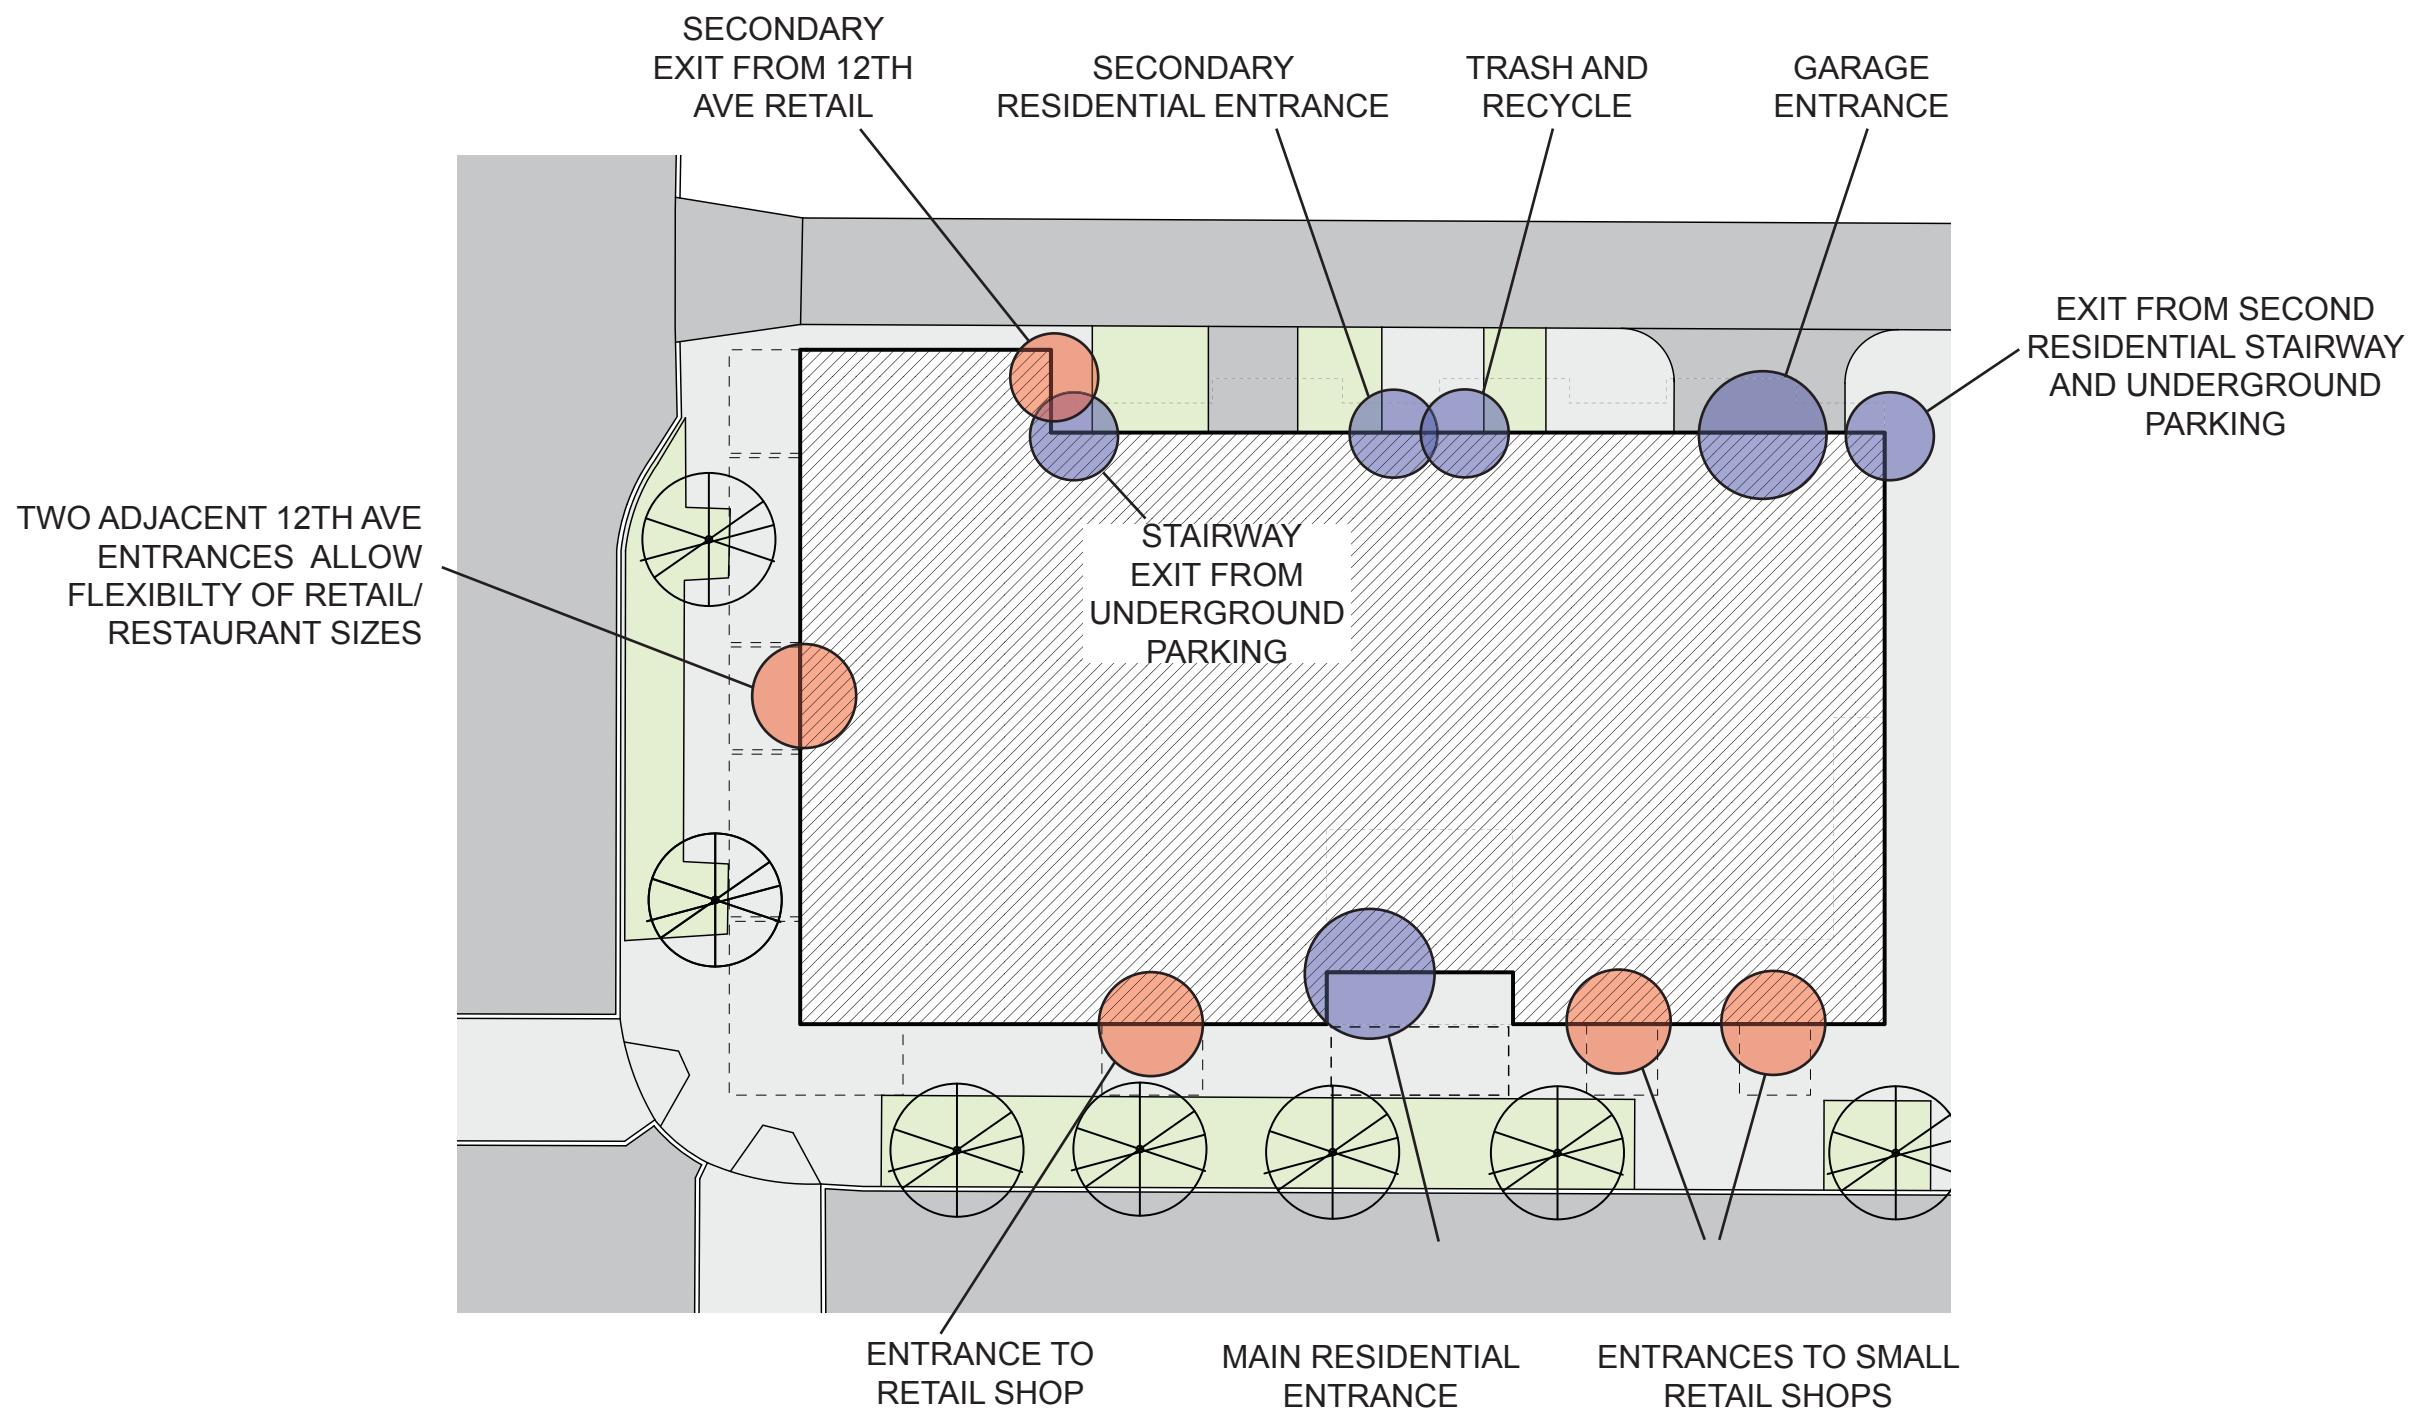 SECONDARY
EXIT FROM 12TH
AVE RETAIL
SECONDARY
RESIDENTIAL ENTRANCE
TRASH AND
RECYCLE
GARAGE
ENTRANCE
EXIT FROM SECOND
RESIDENTIAL STAIRWAY
AND UNDERGROUND
PARKING
TWO ADJACENT 12TH AVE
ENTRANCES  ALLOW
FLEXIBILTY OF RETAIL/
RESTAURANT SIZES
STAIRWAY
EXIT FROM
UNDERGROUND
PARKING
ENTRANCE TO
RETAIL SHOP
MAIN RESIDENTIAL
ENTRANCE
ENTRANCES TO SMALL
RETAIL SHOPS